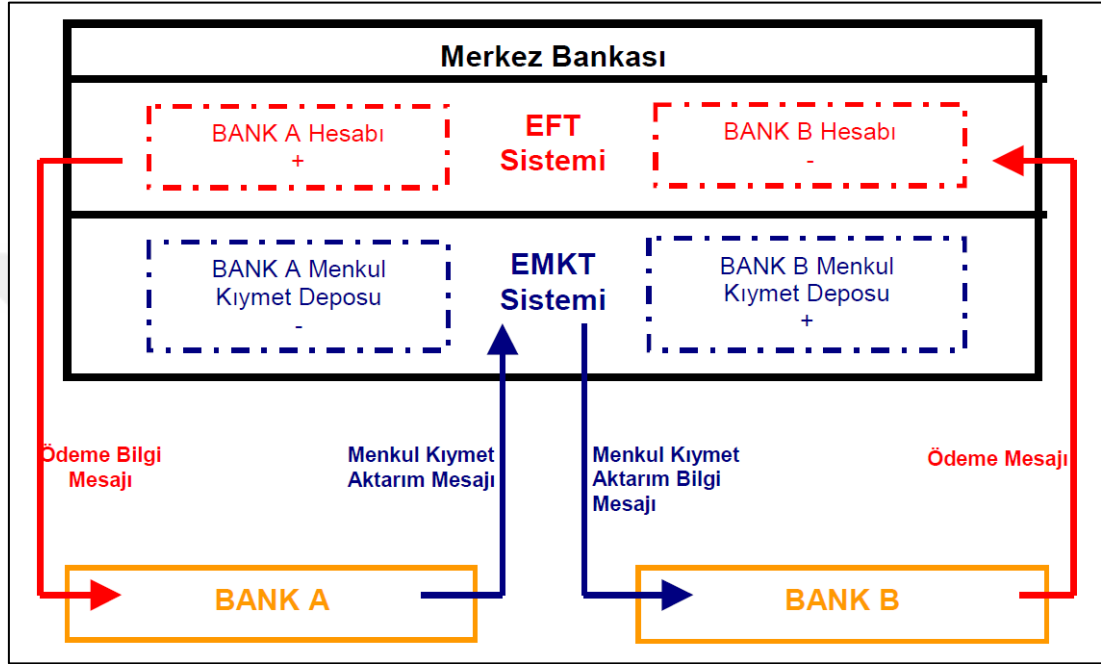 Merkez Bankası
BANK A Hesabı
+
EFT
Sistemi
BANK B Hesabı
-
BANK A Menkul
Kıymet Deposu
-
EMKT
Sistemi
BANK B Menkul
Kıymet Deposu
+
Ödeme Bilgi
Mesajı
Menkul Kıymet
Aktarım Mesajı
Menkul Kıymet
Aktarım Bilgi
Mesajı
Ödeme Mesajı
BANK A
BANK B